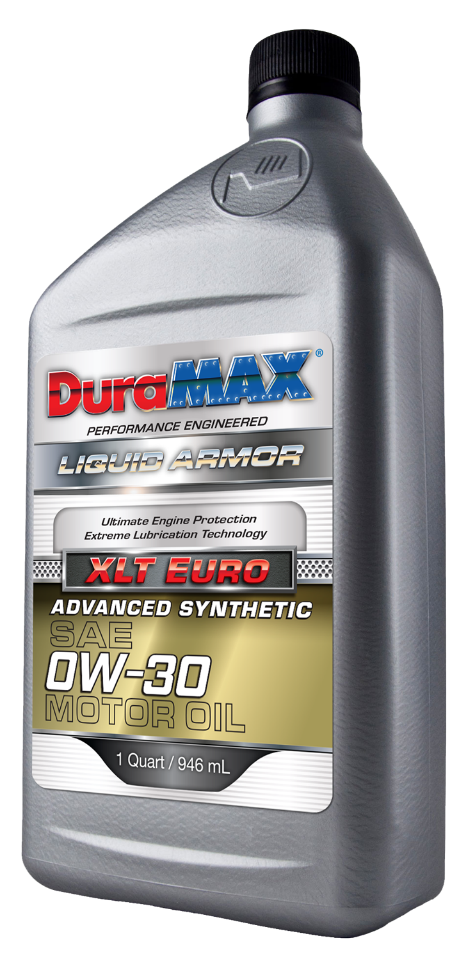 DuraMAX®
PERFORMANCE ENGINEERED
LIQUID ARMOR
Ultimate Engine Protection
Extreme Lubrication Technology
XLT EURO
ADVANCED SYNTHETIC
SAE
0W-30
MOTOR OIL
1 Quart / 946 mL